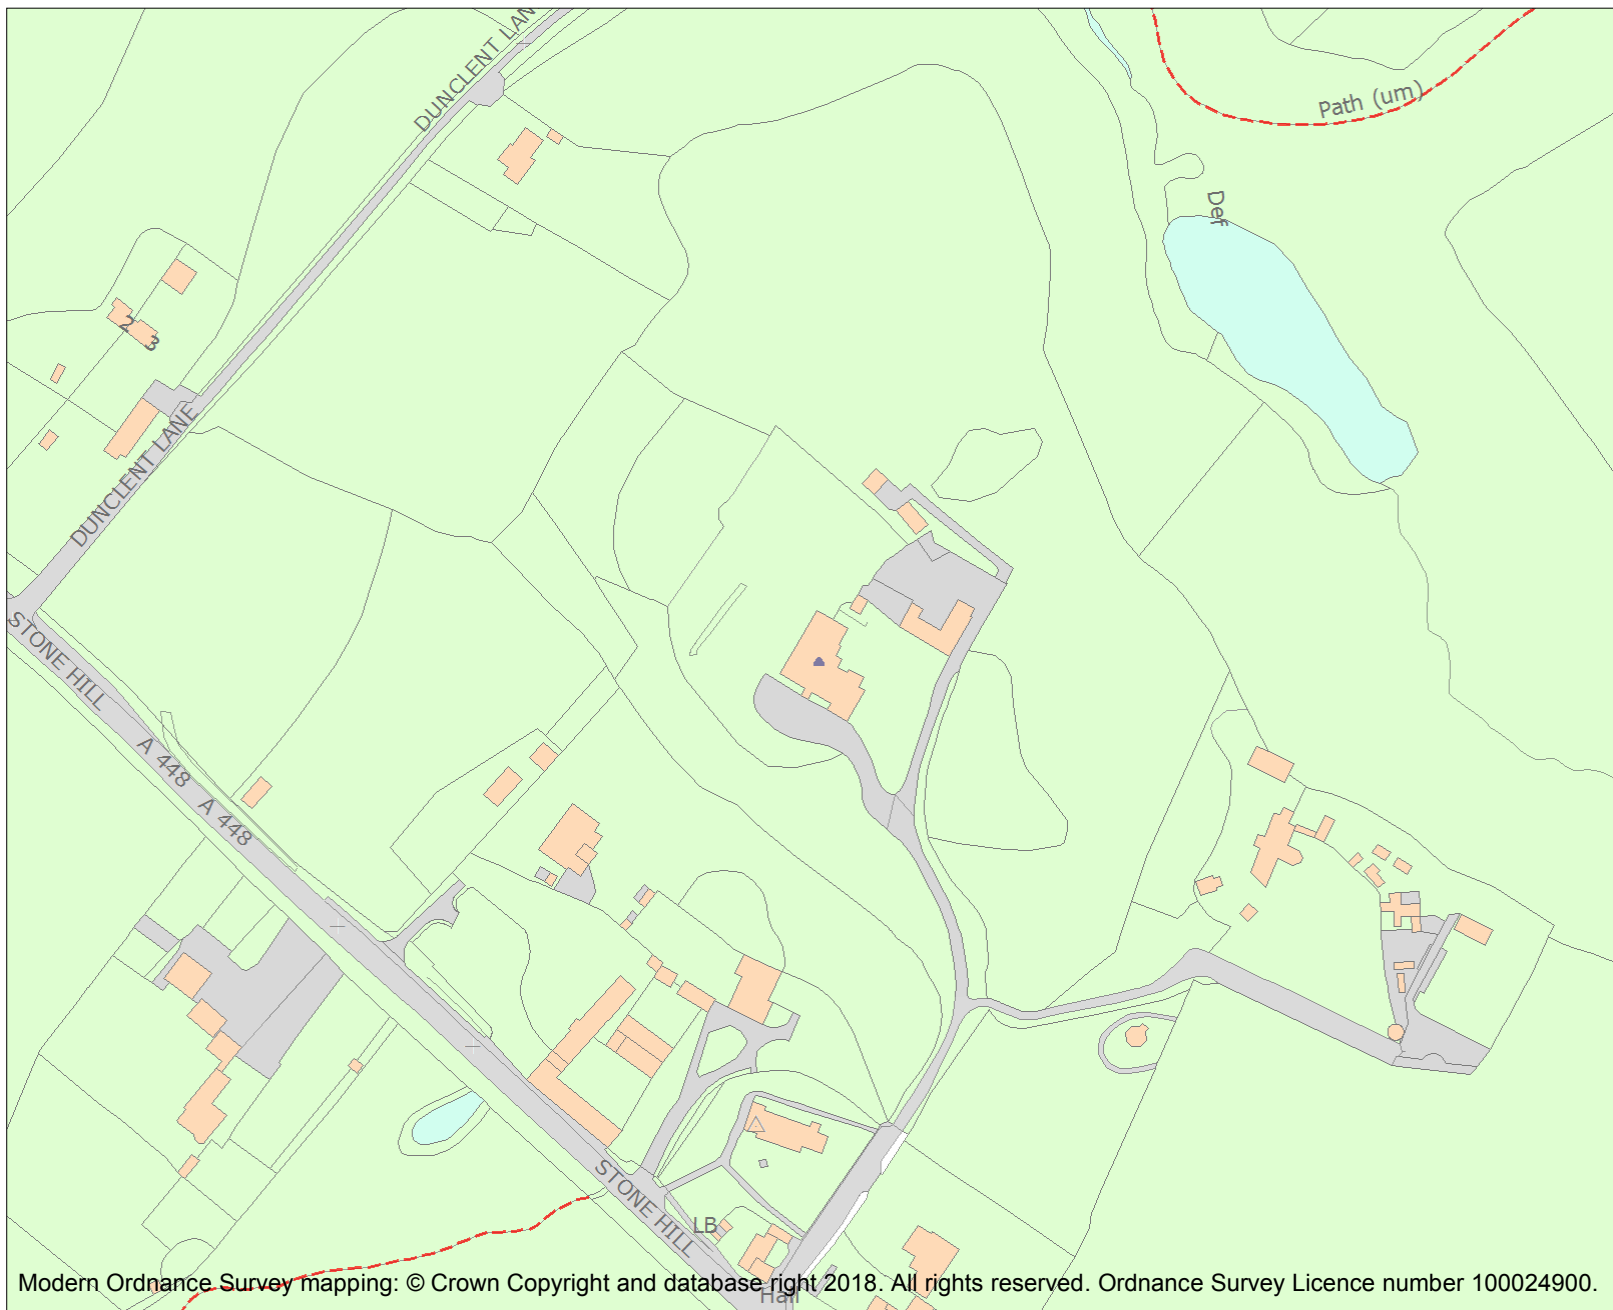 DUNCLENT LAN
Path (um)
Def
2
3
DUNCLENT LANE
STONE HILL
A 448
A 448
STONE HILL
LB
Modern Ordnance Survey mapping: © Crown Copyright and database right 2018. All rights reserved. Ordnance Survey Licence number 100024900.
Hall